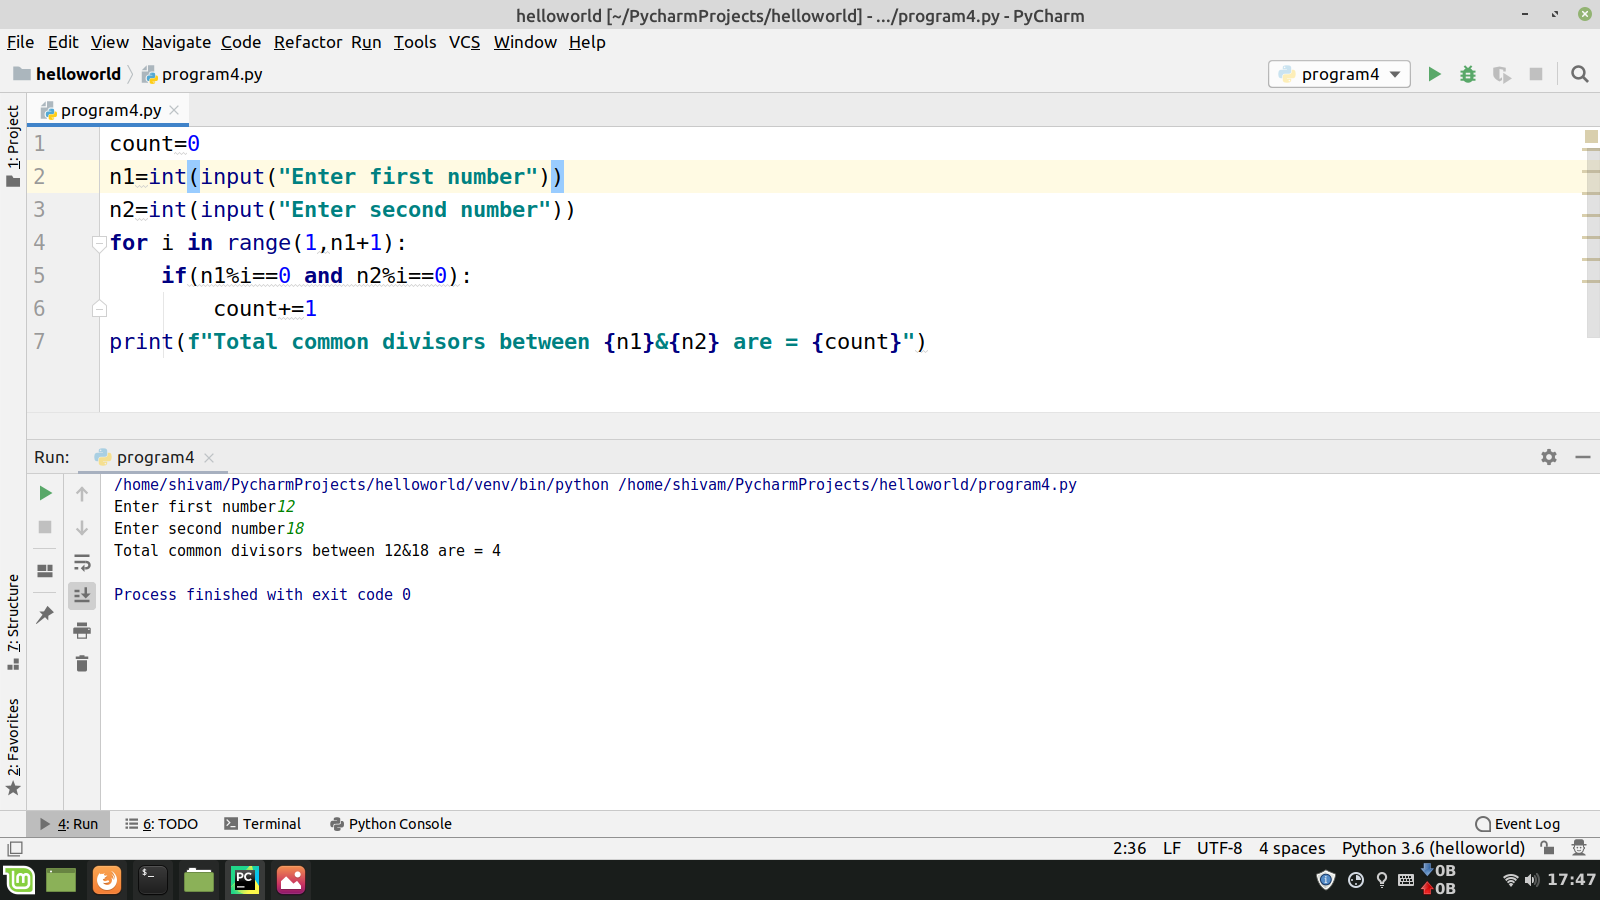 helloworld [~/PycharmProjects/helloworld] - .../program4.py - PyCharm
File Edit View Navigate Code Refactor Run Tools VCS Window Help
helloworld program4.py program4
1: Project
program4.py
1 count=0
2 n1=int(input("Enter first number"))
3 n2=int(input("Enter second number"))
4 for i in range(1,n1+1):
5     if(n1%i==0 and n2%i==0):
6         count+=1
7 print(f"Total common divisors between {n1}&{n2} are = {count}")
Run: program4
/home/shivam/PycharmProjects/helloworld/venv/bin/python /home/shivam/PycharmProjects/helloworld/program4.py
Enter first number12
Enter second number18
Total common divisors between 12&18 are = 4
Process finished with exit code 0
7: Structure
2: Favorites
4: Run 6: TODO Terminal Python Console Event Log
2:36 LF UTF-8 4 spaces Python 3.6 (helloworld)
$_ PC 0B
0B
17:47